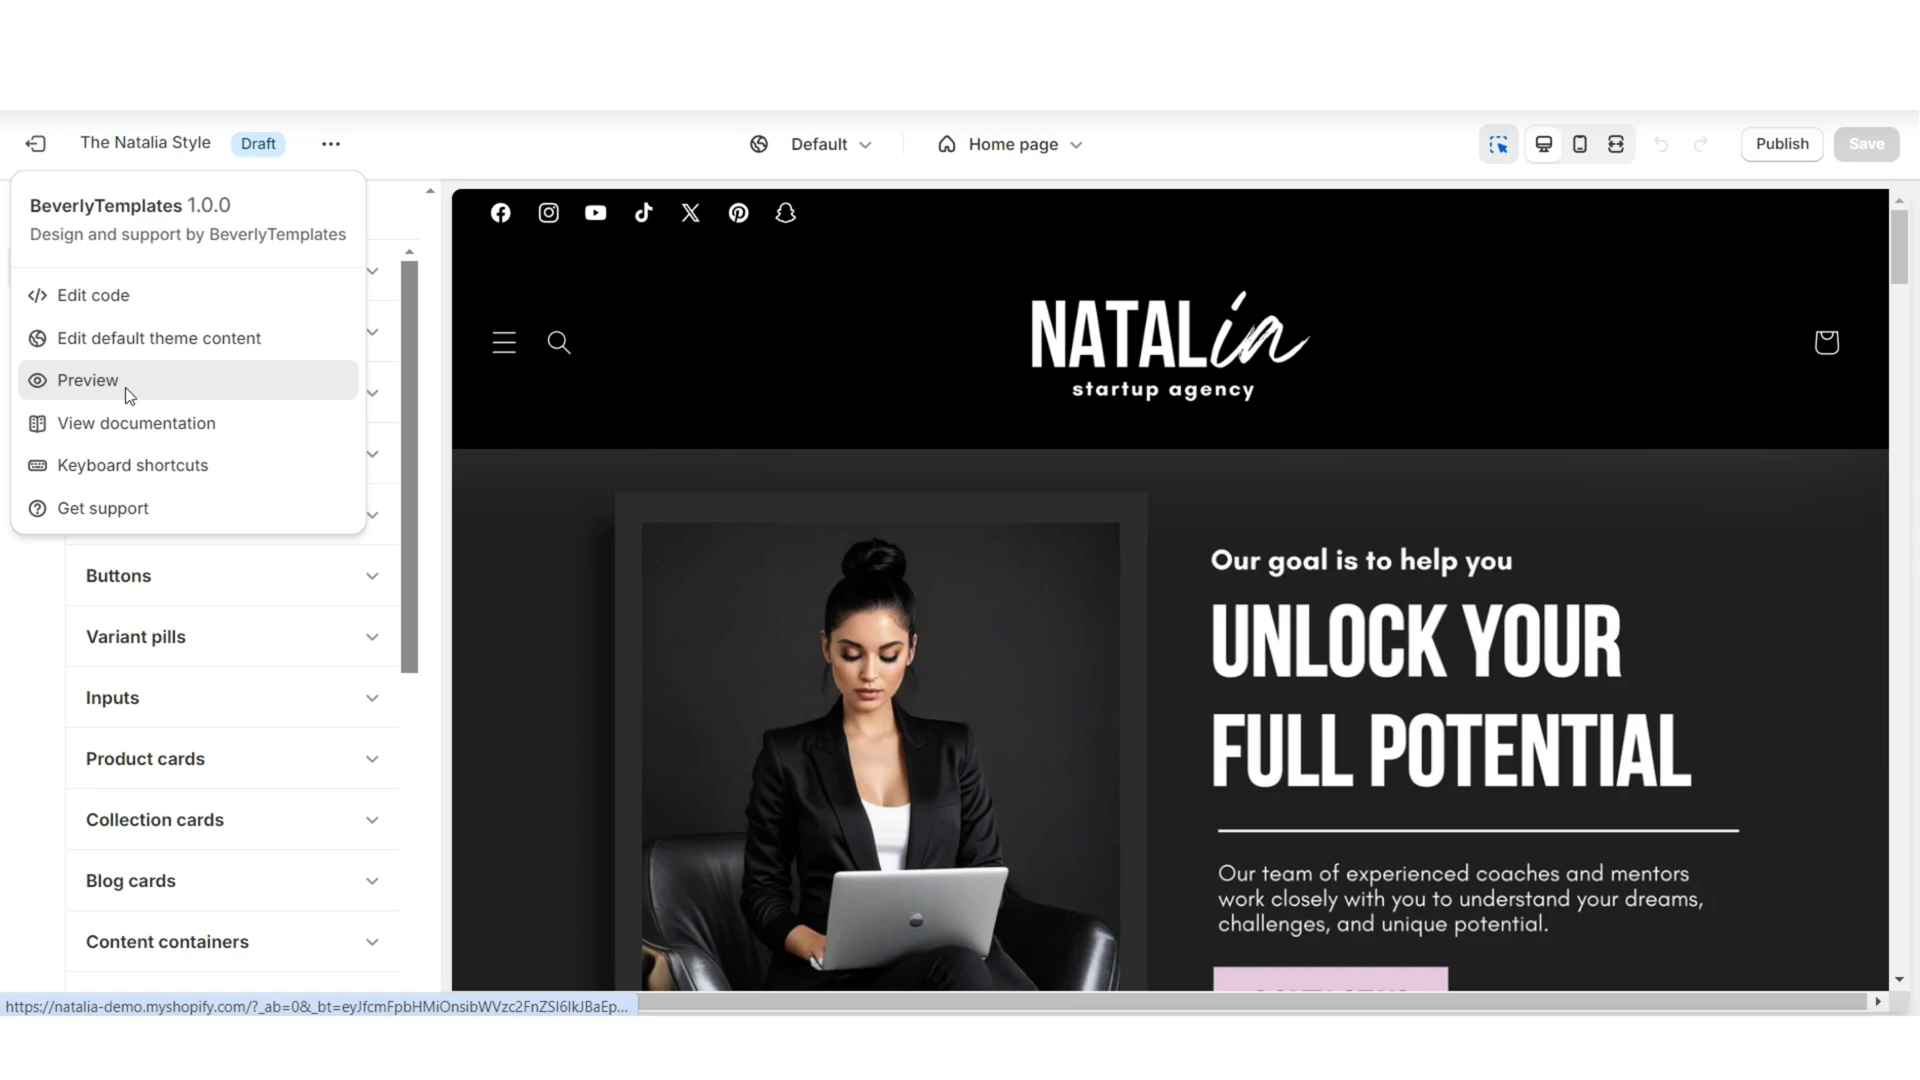 The Natalia Style
Draft
Default
Home page
Publish
Save
BeverlyTemplates 1.0.0
Design and support by BeverlyTemplates
Edit code
Edit default theme content
Preview
View documentation
Keyboard shortcuts
Get support
Buttons
Variant pills
Inputs
Product cards
Collection cards
Blog cards
Content containers
https://natalia-demo.myshopify.com/?_ab=0&_bt=eyJfcmFpbHMiOnsibWVzc2FnZSI6IkJBaEp...
NATALia
startup agency
Our goal is to help you
UNLOCK YOUR
FULL POTENTIAL
Our team of experienced coaches and mentors
work closely with you to understand your dreams,
challenges, and unique potential.